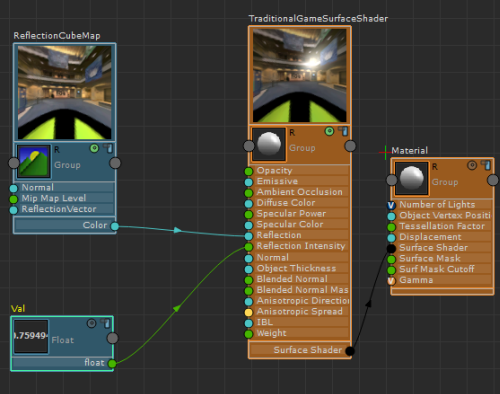 TraditionalGameSurfaceShader
ReflectionCubeMap
R
Group
Normal
Mip Map Level
ReflectionVector
Color
R
Group
Opacity
Emissive
Ambient Occlusion
Diffuse Color
Specular Power
Specular Color
Reflection
Reflection Intensity
Normal
Object Thickness
Blended Normal
Blended Normal Mas
Anisotropic Direction
Anisotropic Spread
IBL
Weight
Surface Shader
Material
R
Group
Number of Lights
Object Vertex Positi
Tessellation Factor
Displacement
Surface Shader
Surface Mask
Surf Mask Cutoff
Gamma
Val
Float
float